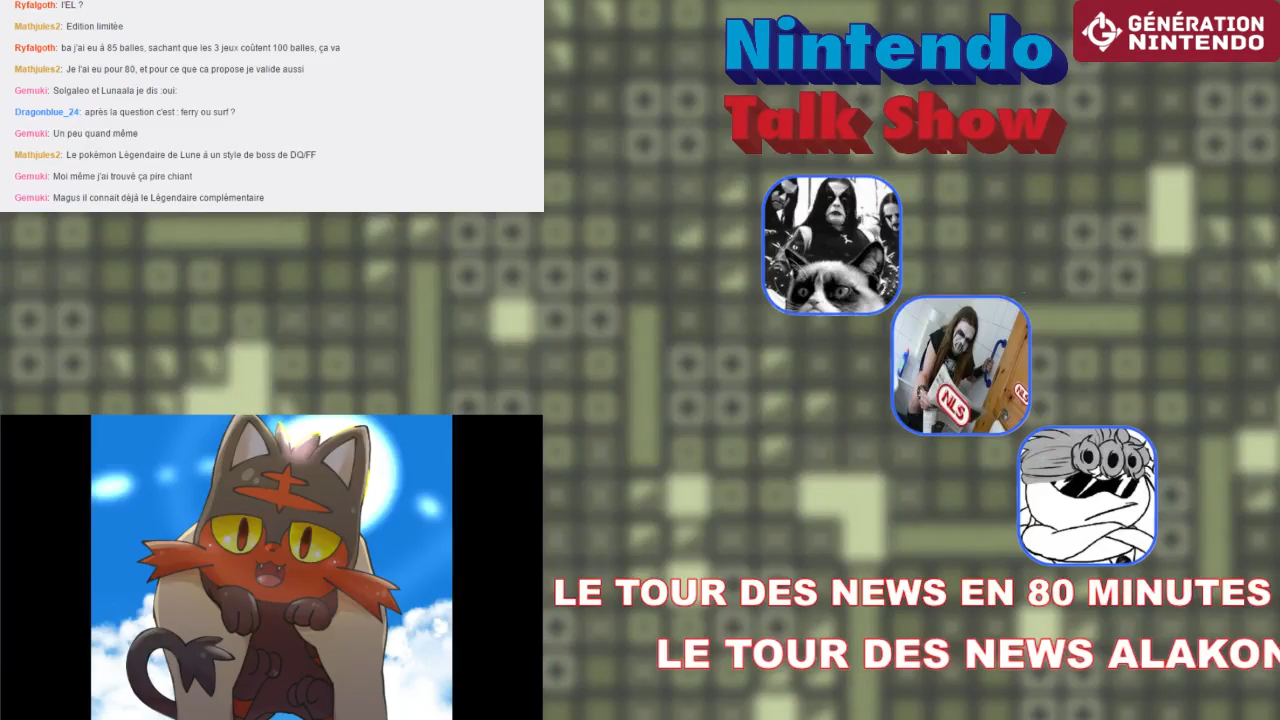 Ryfalgoth: l'EL ?
Mathjules2: Edition limitée
Ryfalgoth: ba j'ai eu à 85 balles, sachant que les 3 jeux coûtent 100 balles, ça va
Mathjules2: Je l'ai eu pour 80, et pour ce que ca propose je valide aussi
Gemuki: Solgaleo et Lunaala je dis :oui:
Dragonblue_24: après la question c'est : ferry ou surf ?
Gemuki: Un peu quand même
Mathjules2: Le pokémon Légendaire de Lune à un style de boss de DQ/FF
Gemuki: Moi même j'ai trouvé ça pire chiant
Gemuki: Magus il connait déjà le Légendaire complémentaire
Nintendo
Talk Show
GÉNÉRATION
NINTENDO
NLS
NLS
LE TOUR DES NEWS EN 80 MINUTES
LE TOUR DES NEWS ALAKON